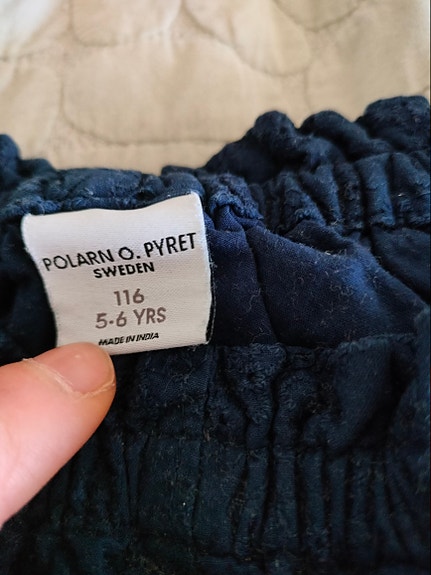 POLARN O. PYRET
SWEDEN
116
5-6 YRS
MADE IN INDIA